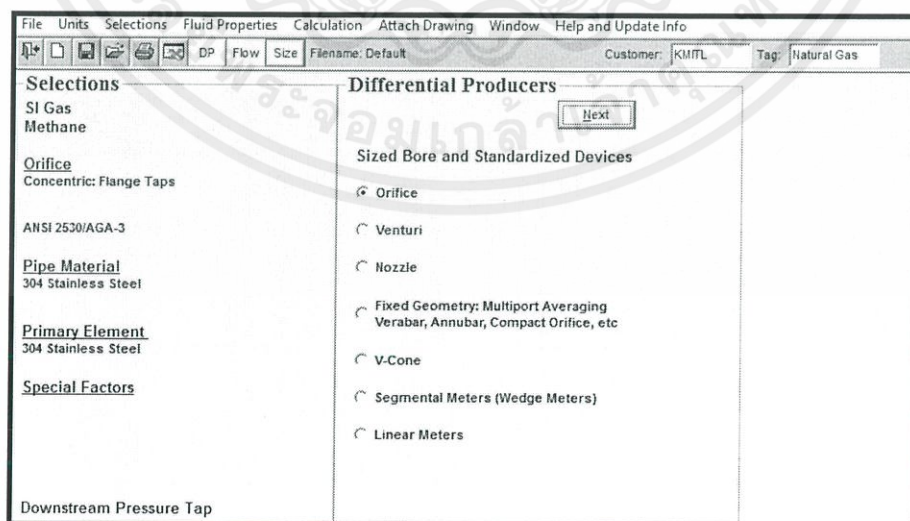 File Units Selections Fluid Properties Calculation Attach Drawing Window Help and Update Info
DP Flow Size Filename: Default Customer: KMITL Tag: Natural Gas
Selections
SI Gas
Methane
Orifice
Concentric: Flange Taps
ANSI 2530/AGA-3
Pipe Material
304 Stainless Steel
Primary Element
304 Stainless Steel
Special Factors
Downstream Pressure Tap
Differential Producers
Next
Sized Bore and Standardized Devices
Orifice
Venturi
Nozzle
Fixed Geometry: Multiport Averaging
Verabar, Annubar, Compact Orifice, etc
V-Cone
Segmental Meters (Wedge Meters)
Linear Meters